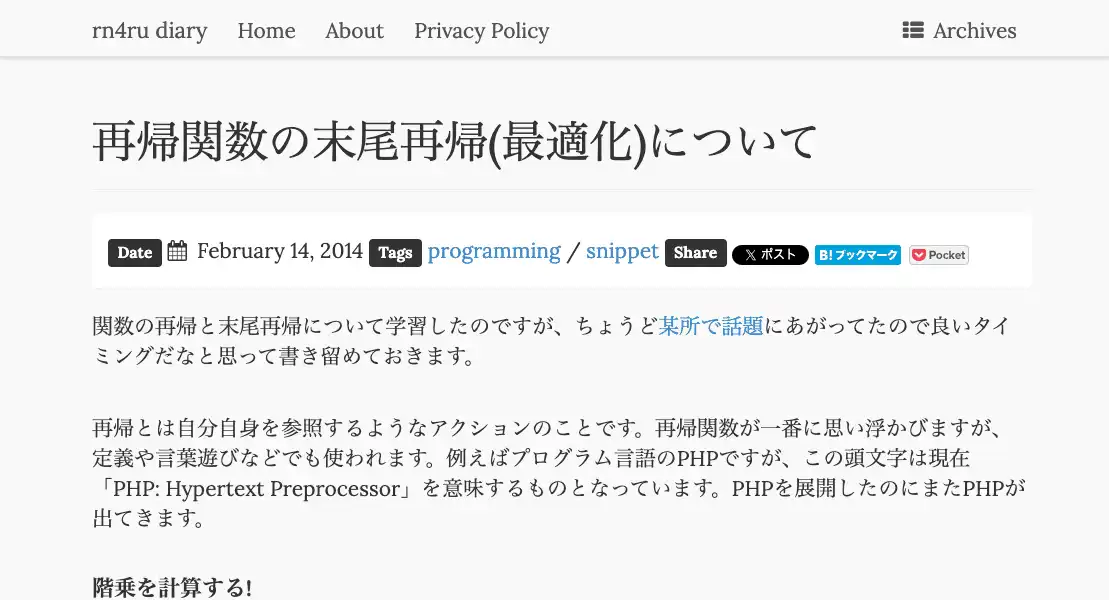 rn4ru diary Home About Privacy Policy Archives
再帰関数の末尾再帰(最適化)について
Date February 14, 2014 Tags programming / snippet Share X ポスト B! ブックマーク Pocket
関数の再帰と末尾再帰について学習したのですが、ちょうど某所で話題にあがってたので良いタイ
ミングだなと思って書き留めておきます。
再帰とは自分自身を参照するようなアクションのことです。再帰関数が一番に思い浮かびますが、
定義や言葉遊びなどでも使われます。例えばプログラム言語のPHPですが、この頭文字は現在
「PHP: Hypertext Preprocessor」を意味するものとなっています。PHPを展開したのにまたPHPが
出てきます。
階乗を計算する!